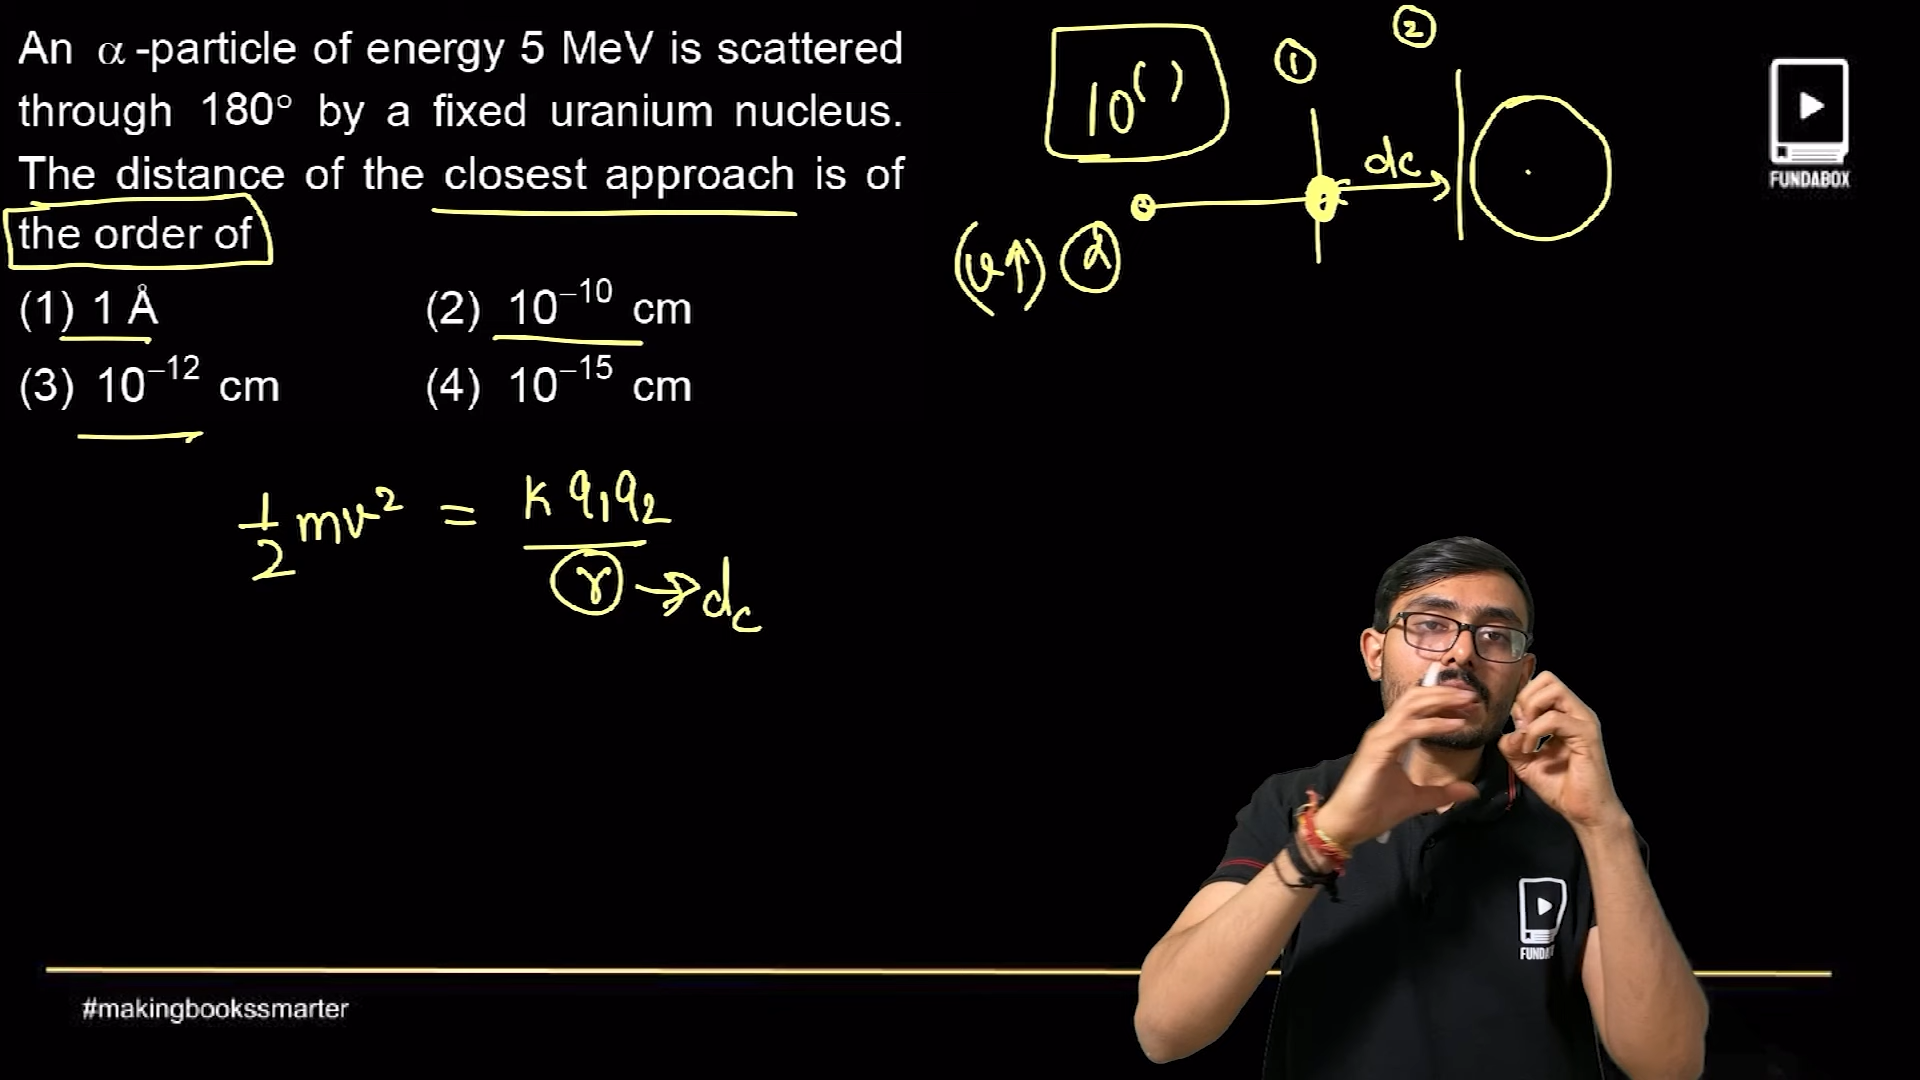 An α-particle of energy 5 MeV is scattered
through 180° by a fixed uranium nucleus.
The distance of the closest approach is of
the order of
(1) 1 Å (2) 10⁻¹⁰ cm
(3) 10⁻¹² cm (4) 10⁻¹⁵ cm
10⁽ ⁾
① ②
dc
(v↑) α
½ mv² = K q₁q₂ / r → dc
FUNDABOX
FUNDA
#makingbookssmarter